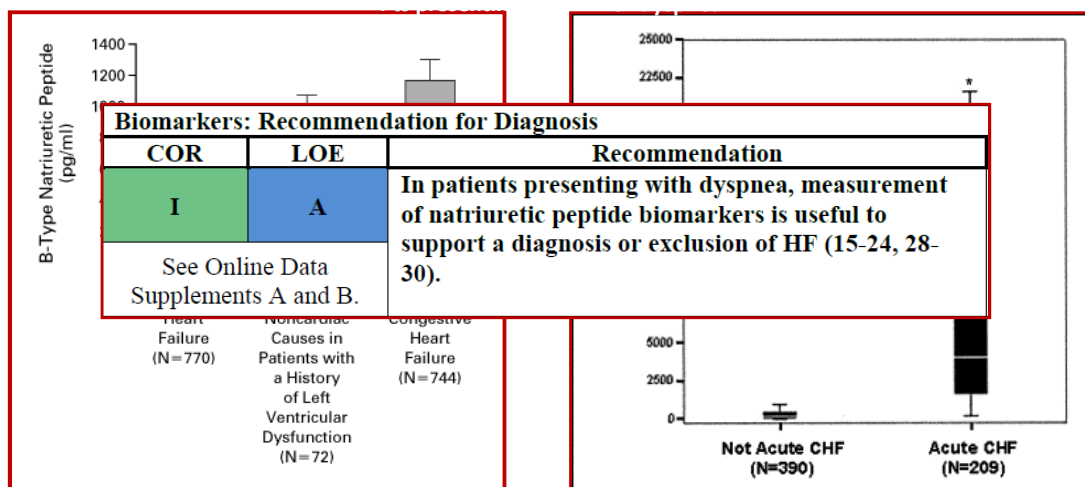 1400
1200
B-Type Natriuretic Peptide
(pg/ml)
Biomarkers: Recommendation for Diagnosis
COR
LOE
Recommendation
I
A
In patients presenting with dyspnea, measurement
of natriuretic peptide biomarkers is useful to
support a diagnosis or exclusion of HF (15-24, 28-
30).
See Online Data
Supplements A and B.
Heart
Failure
(N=770)
Noncardiac
Causes in
Patients with
a History
of Left
Ventricular
Dysfunction
(N=72)
Congestive
Heart
Failure
(N=744)
25000
22500
*
5000
2500
0
Not Acute CHF
(N=390)
Acute CHF
(N=209)